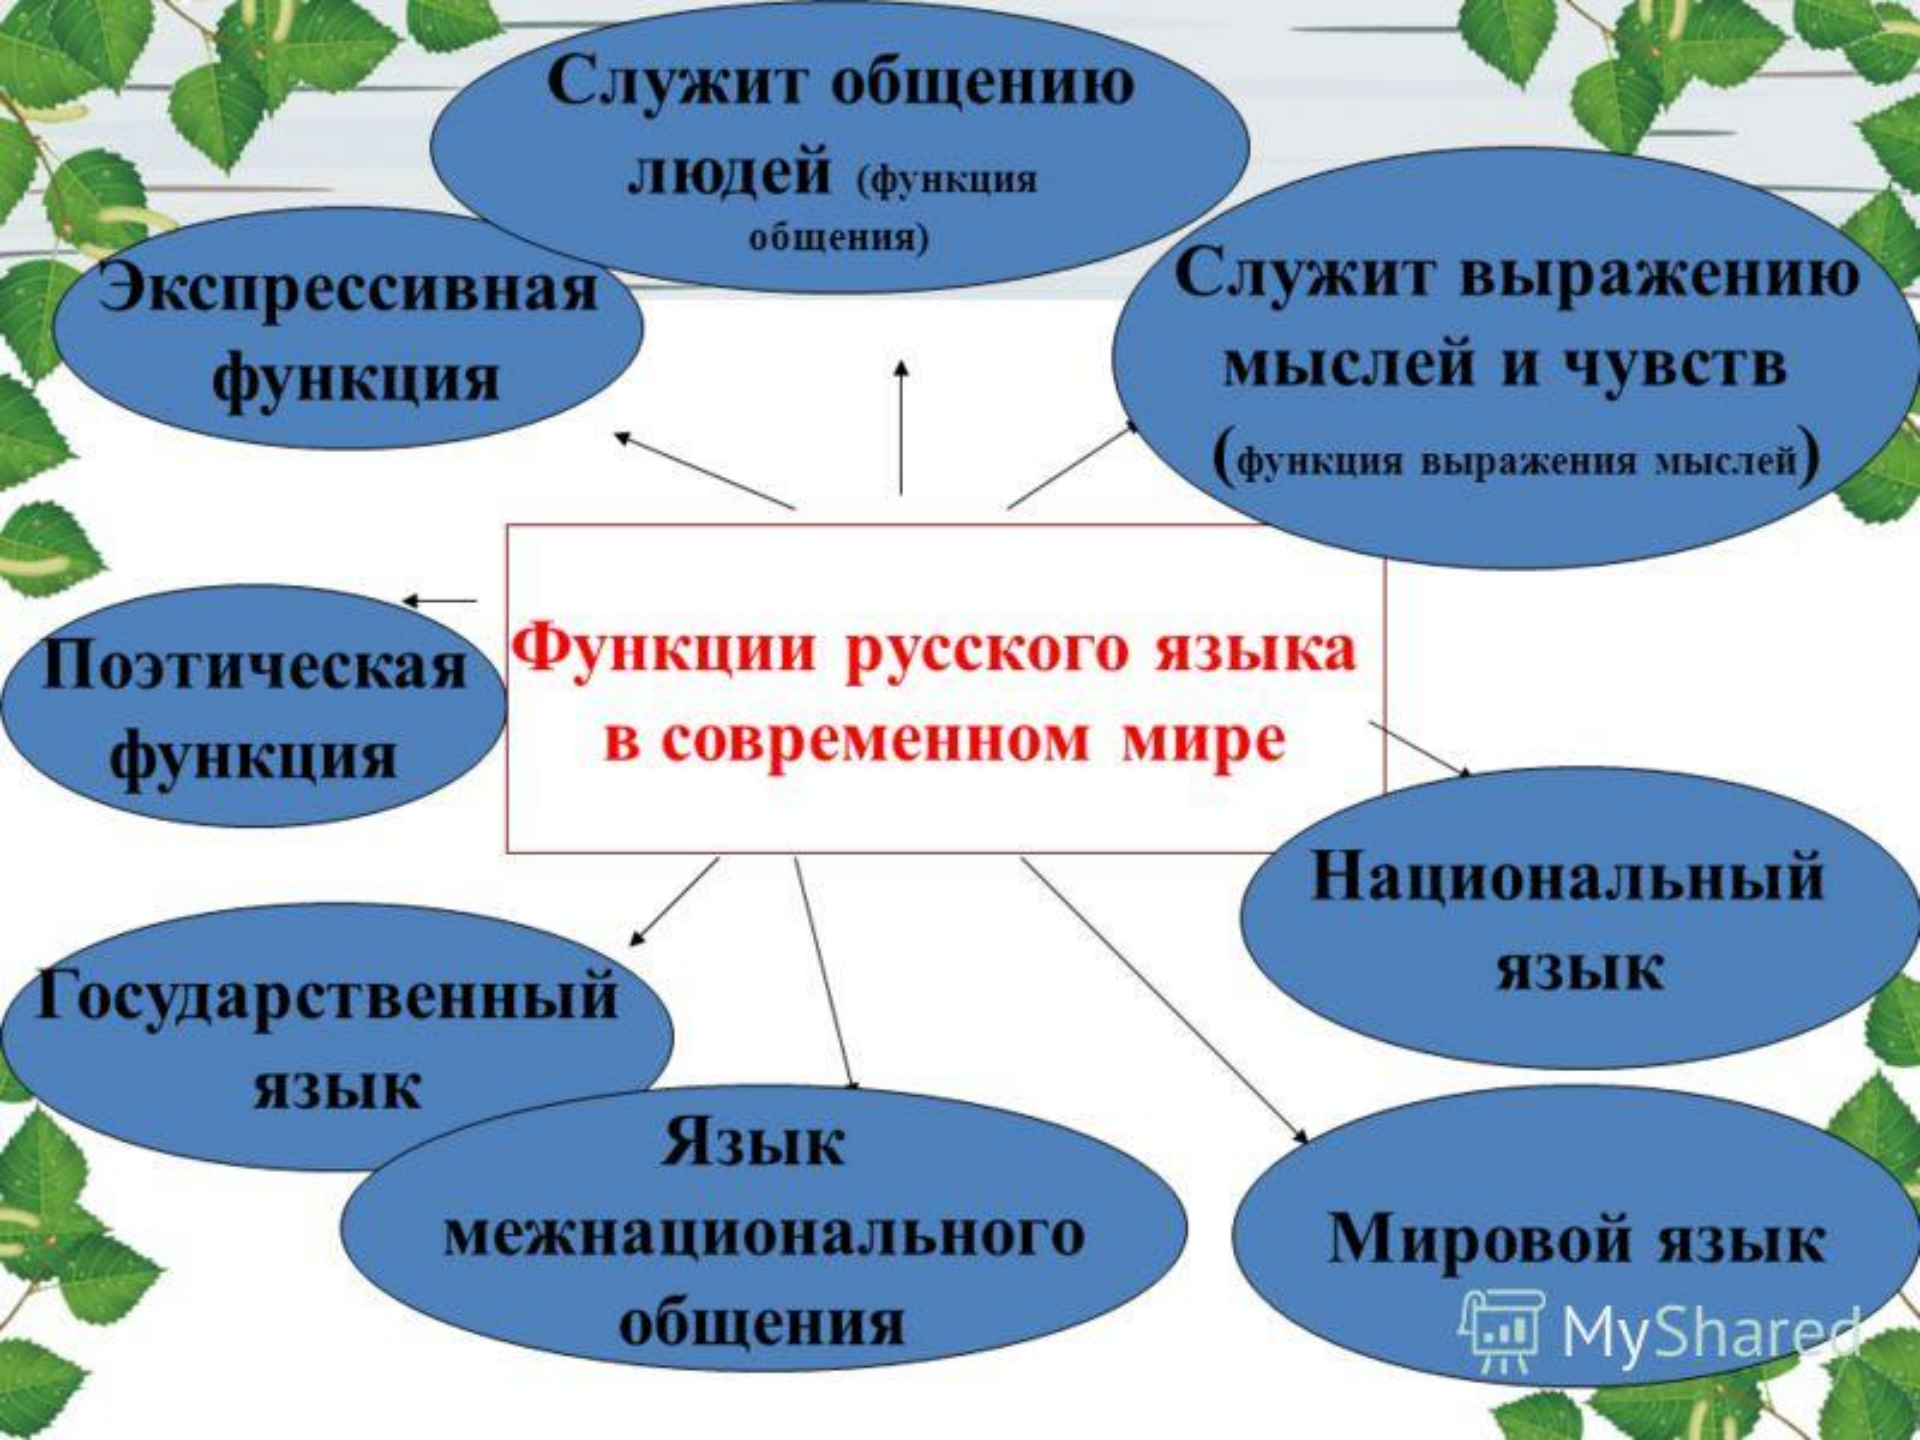 Служит общению
людей (функция
общения)
Экспрессивная
функция
Служит выражению
мыслей и чувств
(функция выражения мыслей)
Поэтическая
функция
Функции русского языка
в современном мире
Национальный
язык
Государственный
язык
Язык
межнационального
общения
Мировой язык
MyShared